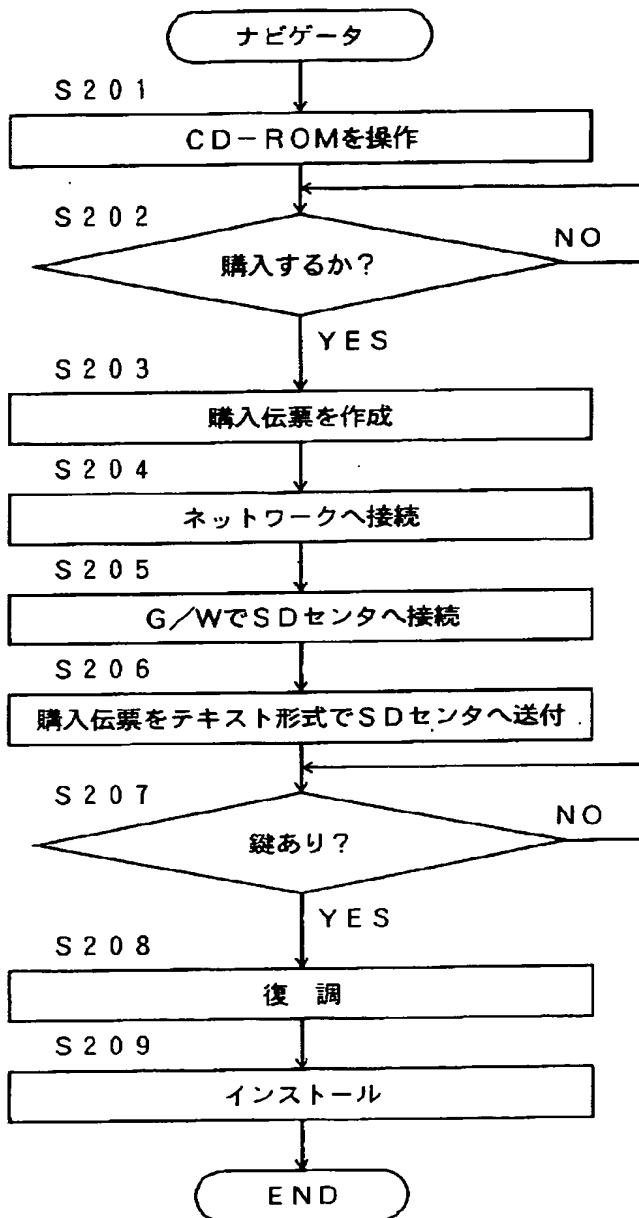 ナビゲータ
S201
CD-ROMを操作
S202
購入するか?
NO
YES
S203
購入伝票を作成
S204
ネットワークへ接続
S205
G/WでSDセンタへ接続
S206
購入伝票をテキスト形式でSDセンタへ送付
S207
鍵あり?
NO
YES
S208
復 調
S209
インストール
END